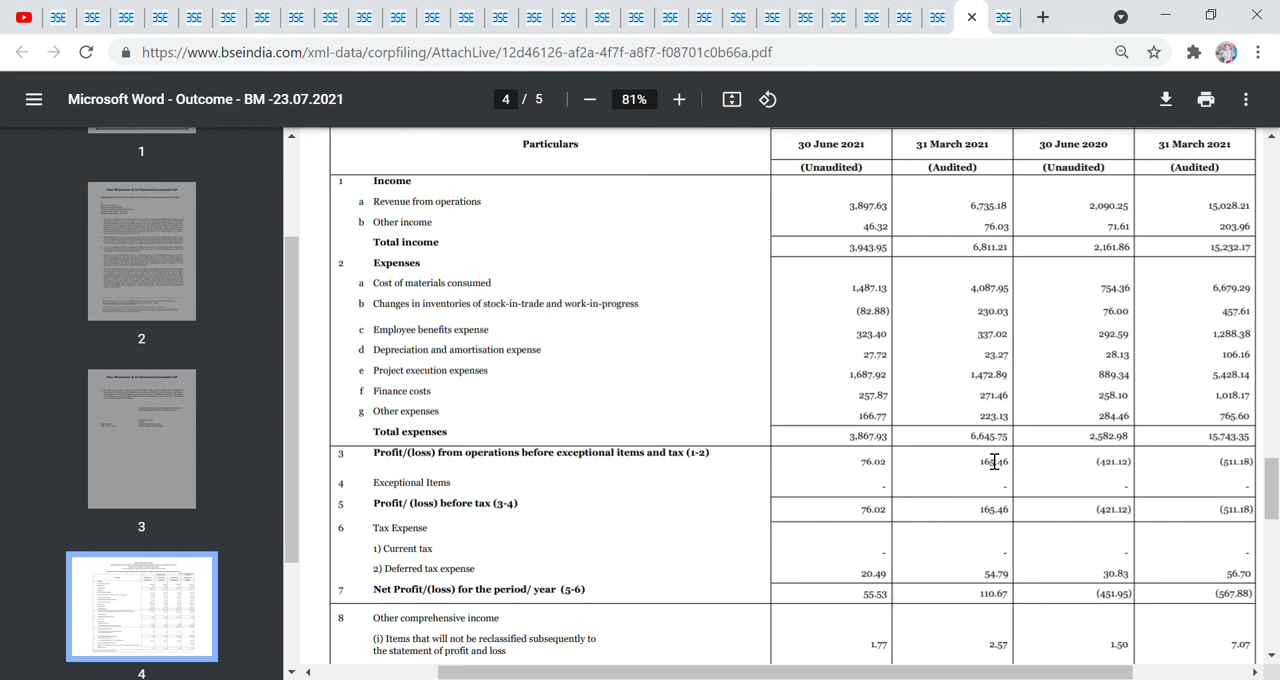 https://www.bseindia.com/xml-data/corpfiling/AttachLive/12d46126-af2a-4f7f-a8f7-f08701c0b66a.pdf
Microsoft Word - Outcome - BM -23.07.2021 4 / 5 81%
Particulars 30 June 2021 31 March 2021 30 June 2020 31 March 2021
(Unaudited) (Audited) (Unaudited) (Audited)
1 Income
a Revenue from operations 3,897.63 6,735.18 2,090.25 15,028.21
b Other income 46.32 76.03 71.61 203.96
Total income 3,943.95 6,811.21 2,161.86 15,232.17
2 Expenses
a Cost of materials consumed 1,487.13 4,087.95 754.36 6,679.29
b Changes in inventories of stock-in-trade and work-in-progress (82.88) 230.03 76.00 457.61
c Employee benefits expense 323.40 337.02 292.59 1,288.38
d Depreciation and amortisation expense 27.72 23.27 28.13 106.16
e Project execution expenses 1,687.92 1,472.89 889.34 5,428.14
f Finance costs 257.87 271.46 258.10 1,018.17
g Other expenses 166.77 223.13 284.46 765.60
Total expenses 3,867.93 6,645.75 2,582.98 15,743.35
3 Profit/(loss) from operations before exceptional items and tax (1-2) 76.02 165.46 (421.12) (511.18)
4 Exceptional Items - - - -
5 Profit/ (loss) before tax (3-4) 76.02 165.46 (421.12) (511.18)
6 Tax Expense
1) Current tax - - - -
2) Deferred tax expense 20.49 54.79 30.83 56.70
7 Net Profit/(loss) for the period/ year (5-6) 55.53 110.67 (451.95) (567.88)
8 Other comprehensive income
(i) Items that will not be reclassified subsequently to
the statement of profit and loss 1.77 2.57 1.50 7.07
1
2
3
4